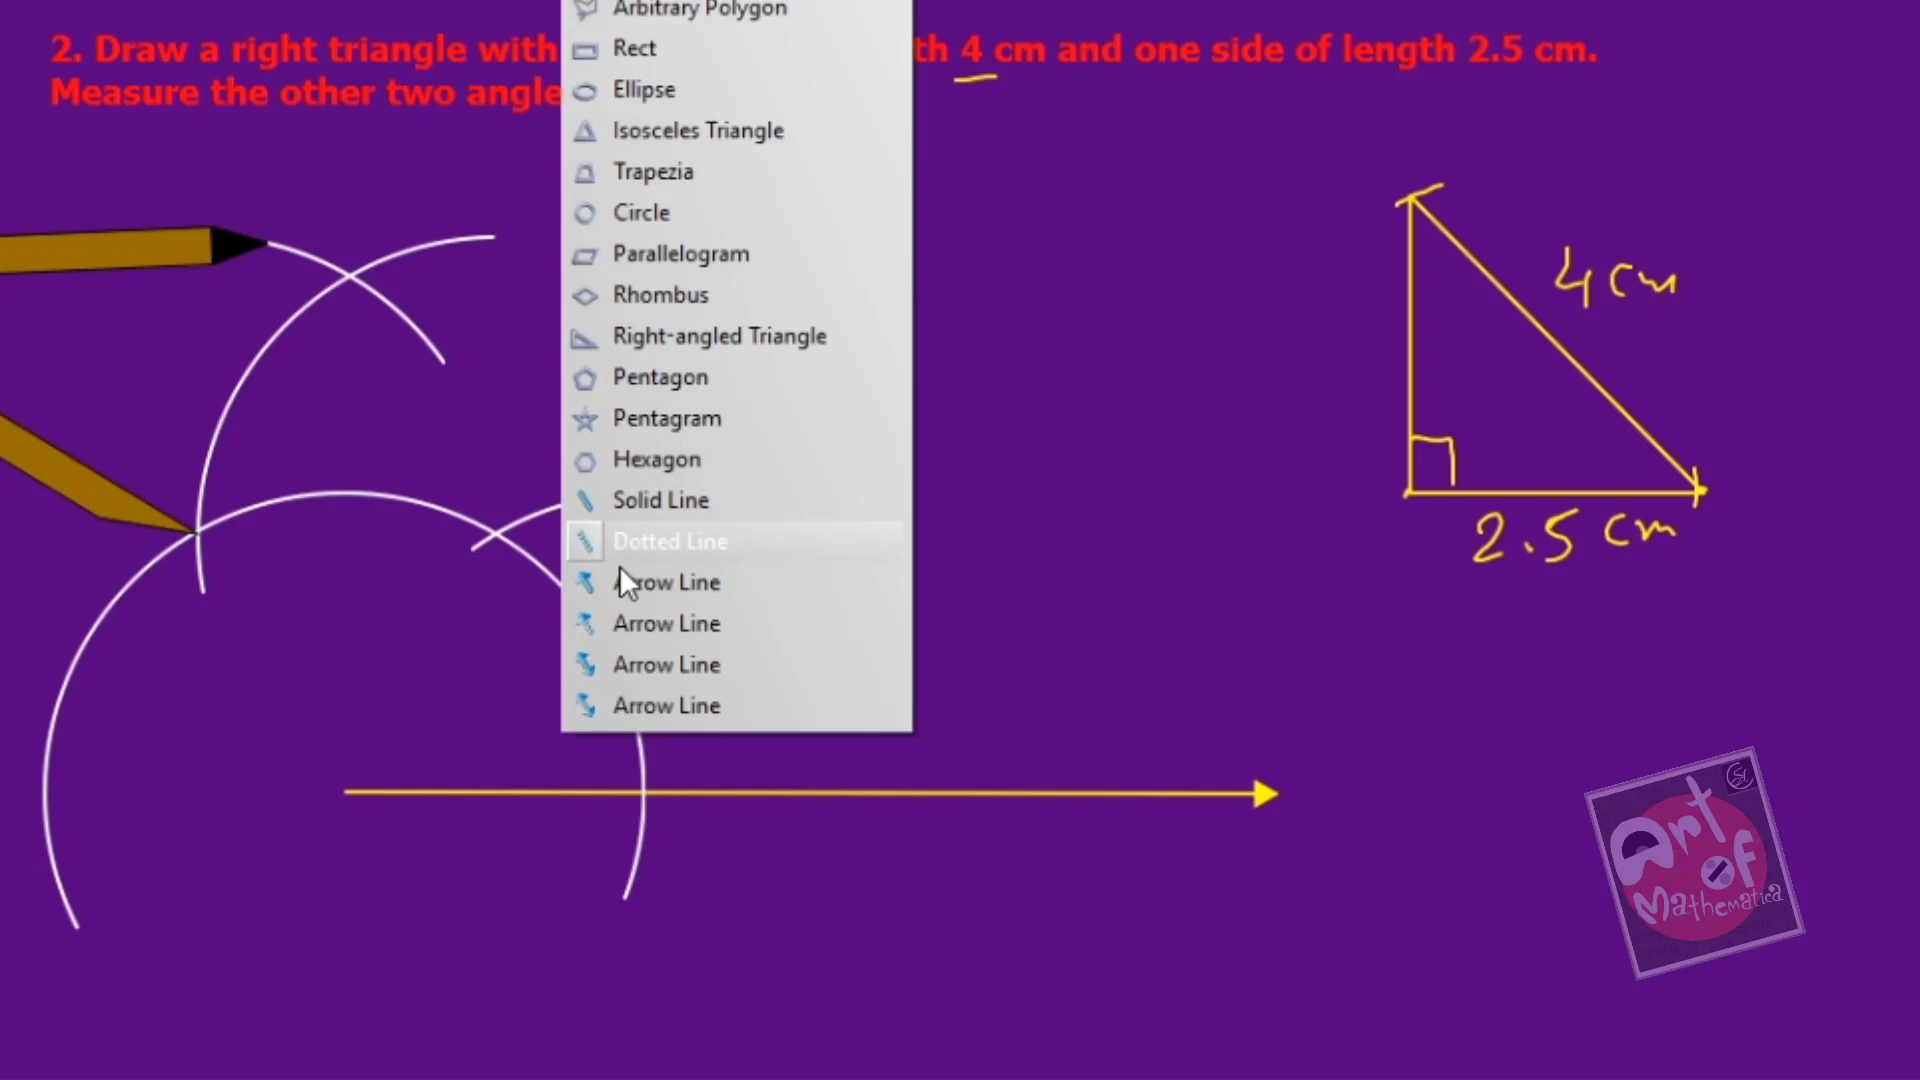 Arbitrary Polygon
2. Draw a right triangle with th 4 cm and one side of length 2.5 cm.
Measure the other two angle
Rect
Ellipse
Isosceles Triangle
Trapezia
Circle
Parallelogram
Rhombus
Right-angled Triangle
Pentagon
Pentagram
Hexagon
Solid Line
Dotted Line
Arrow Line
Arrow Line
Arrow Line
Arrow Line
4 cm
2.5 cm
Art
Of
Mathematica